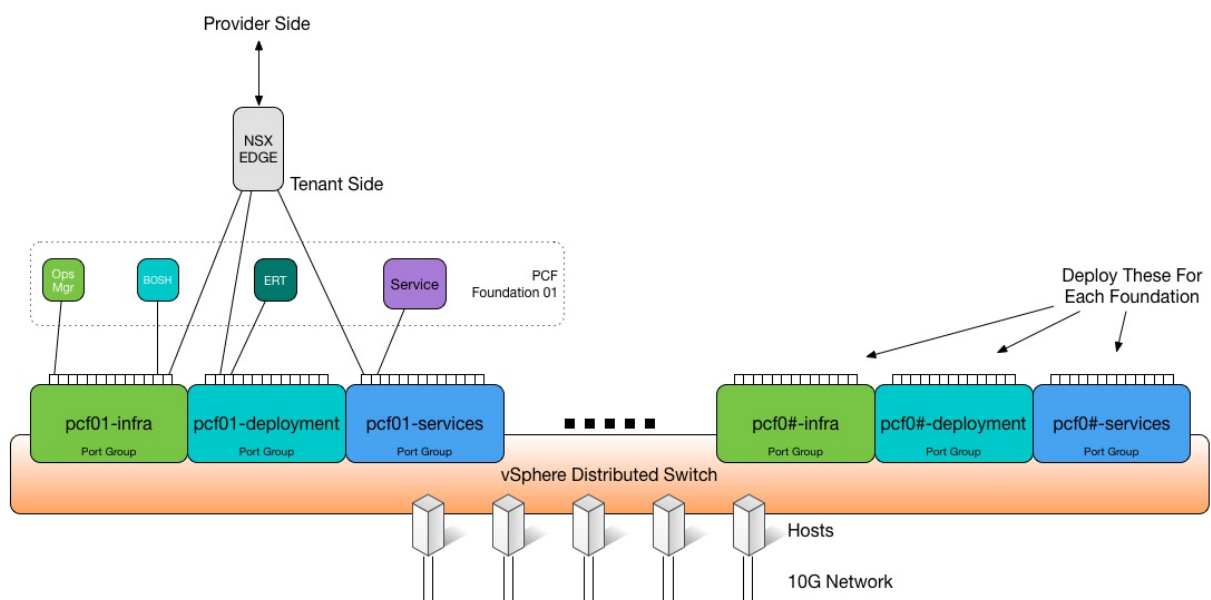 Provider Side
NSX
EDGE
Tenant Side
Ops
Mgr
BOSH
ERT
Service
PCF
Foundation 01
Deploy These For
Each Foundation
pcf01-infra
Port Group
pcf01-deployment
Port Group
pcf01-services
Port Group
pcf0#-infra
Port Group
pcf0#-deployment
Port Group
pcf0#-services
Port Group
vSphere Distributed Switch
Hosts
10G Network